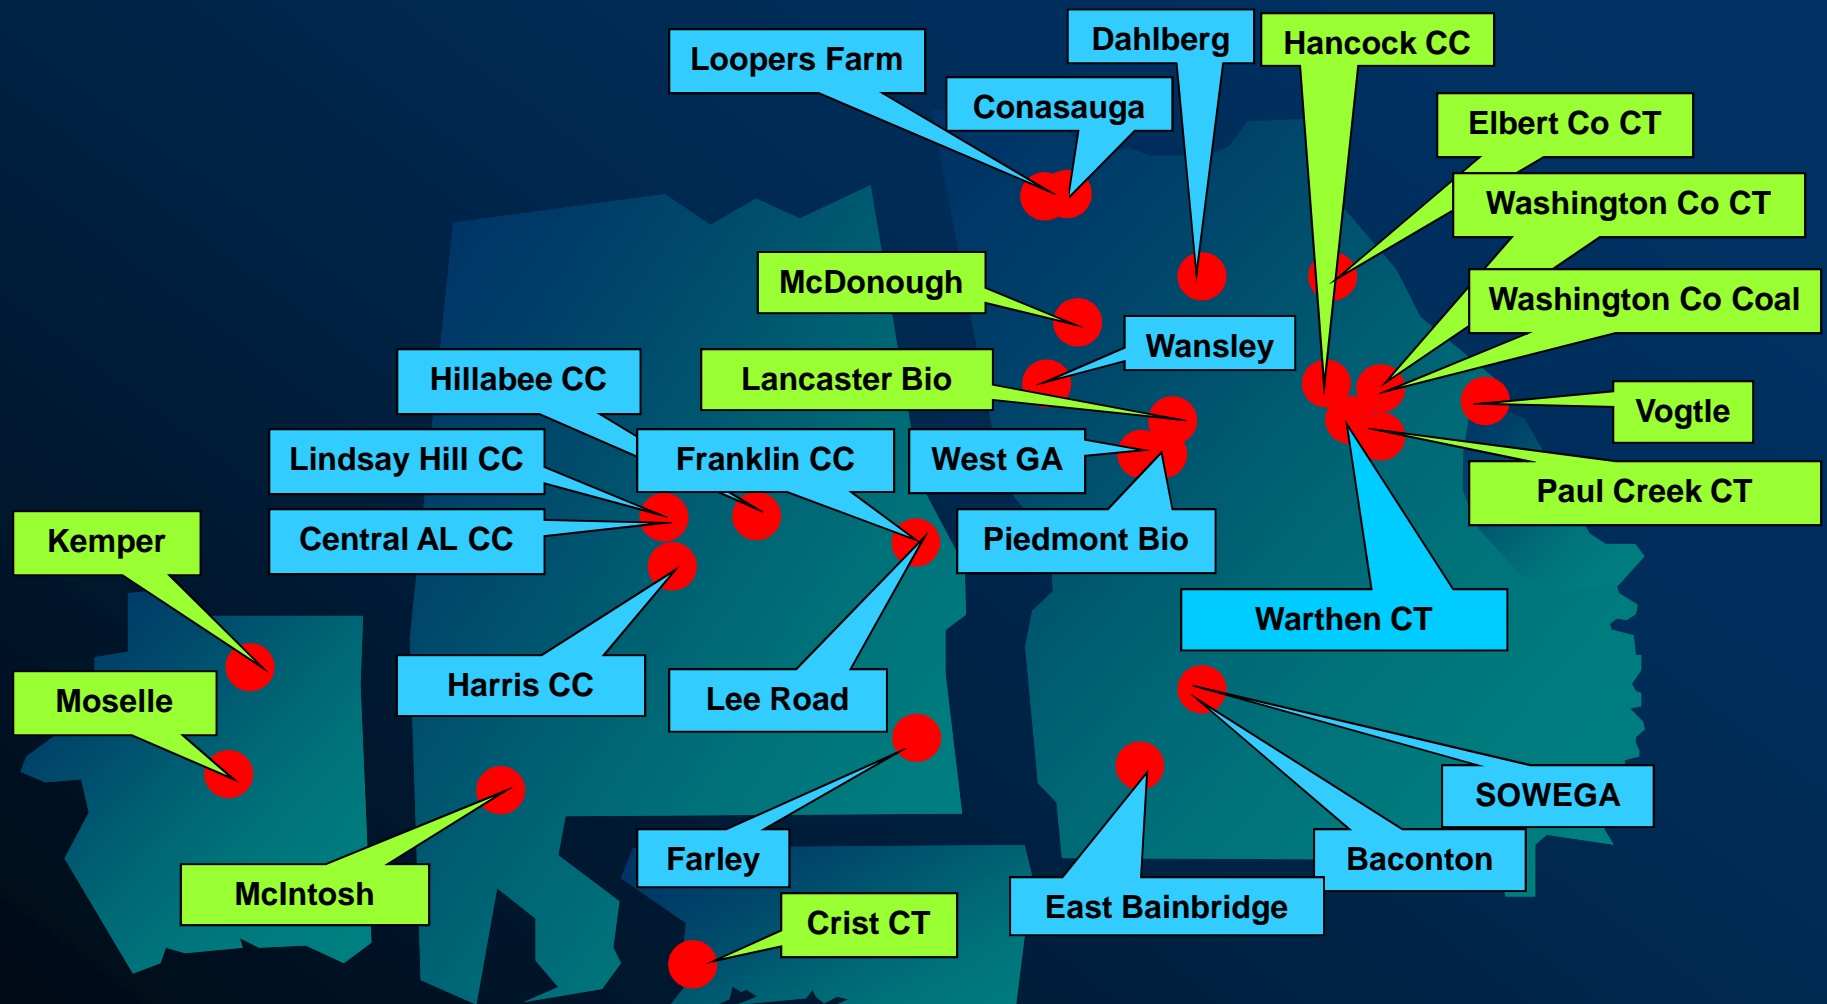 Dahlberg
Hancock CC
Loopers Farm
Conasauga
Elbert Co CT
Washington Co CT
McDonough
Washington Co Coal
Wansley
Hillabee CC
Lancaster Bio
Vogtle
Lindsay Hill CC
Franklin CC
West GA
Paul Creek CT
Kemper
Central AL CC
Piedmont Bio
Warthen CT
Harris CC
Lee Road
Moselle
SOWEGA
Farley
Baconton
McIntosh
East Bainbridge
Crist CT